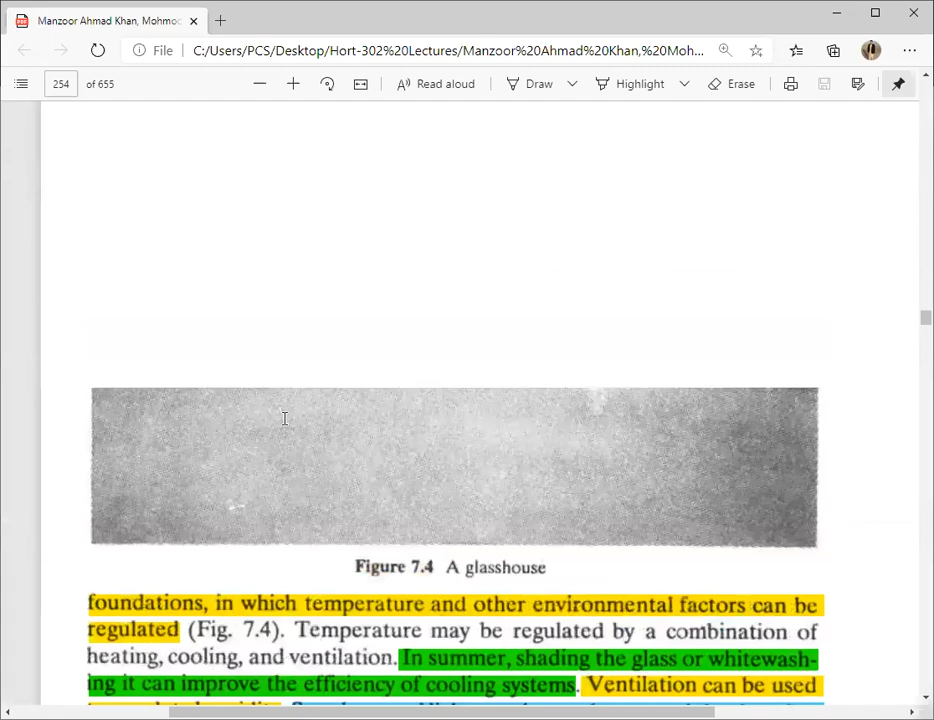 Manzoor Ahmad Khan, Mohmoo
File
C:/Users/PCS/Desktop/Hort-302%20Lectures/Manzoor%20Ahmad%20Khan,%20Moh...
254 of 655
Read aloud
Draw
Highlight
Erase
Figure 7.4 A glasshouse
foundations, in which temperature and other environmental factors can be
regulated (Fig. 7.4). Temperature may be regulated by a combination of
heating, cooling, and ventilation. In summer, shading the glass or whitewash-
ing it can improve the efficiency of cooling systems. Ventilation can be used